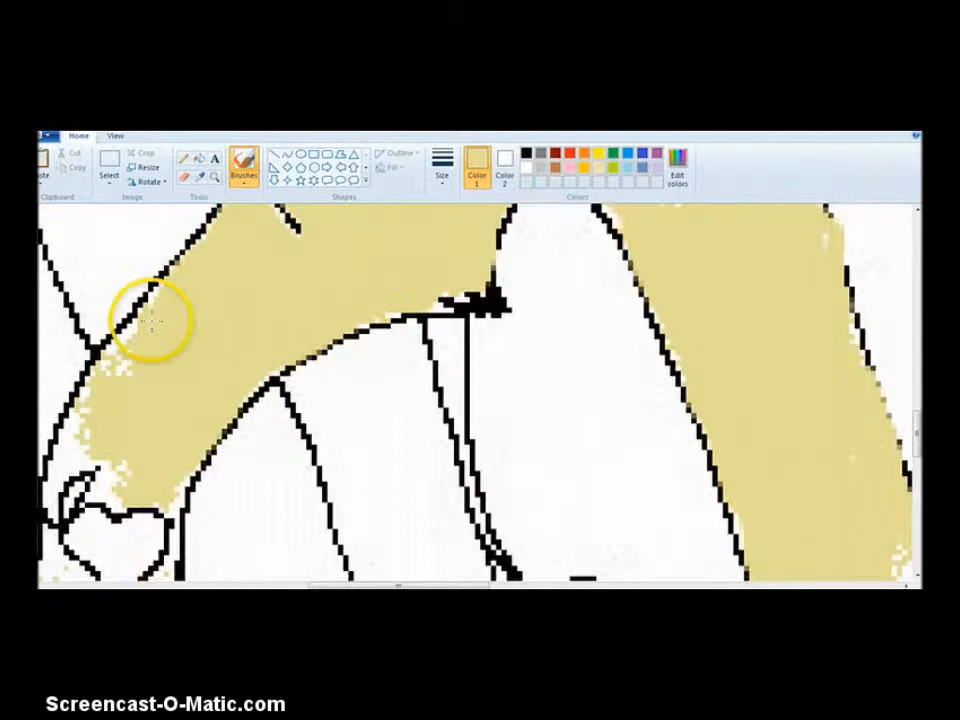 Home View
Cut
Crop
Outline
Copy
Resize
Fill
Select
Rotate
Brushes
Size
Color 1
Color 2
Edit colors
Clipboard
Image
Tools
Shapes
Colors
A
Screencast-O-Matic.com